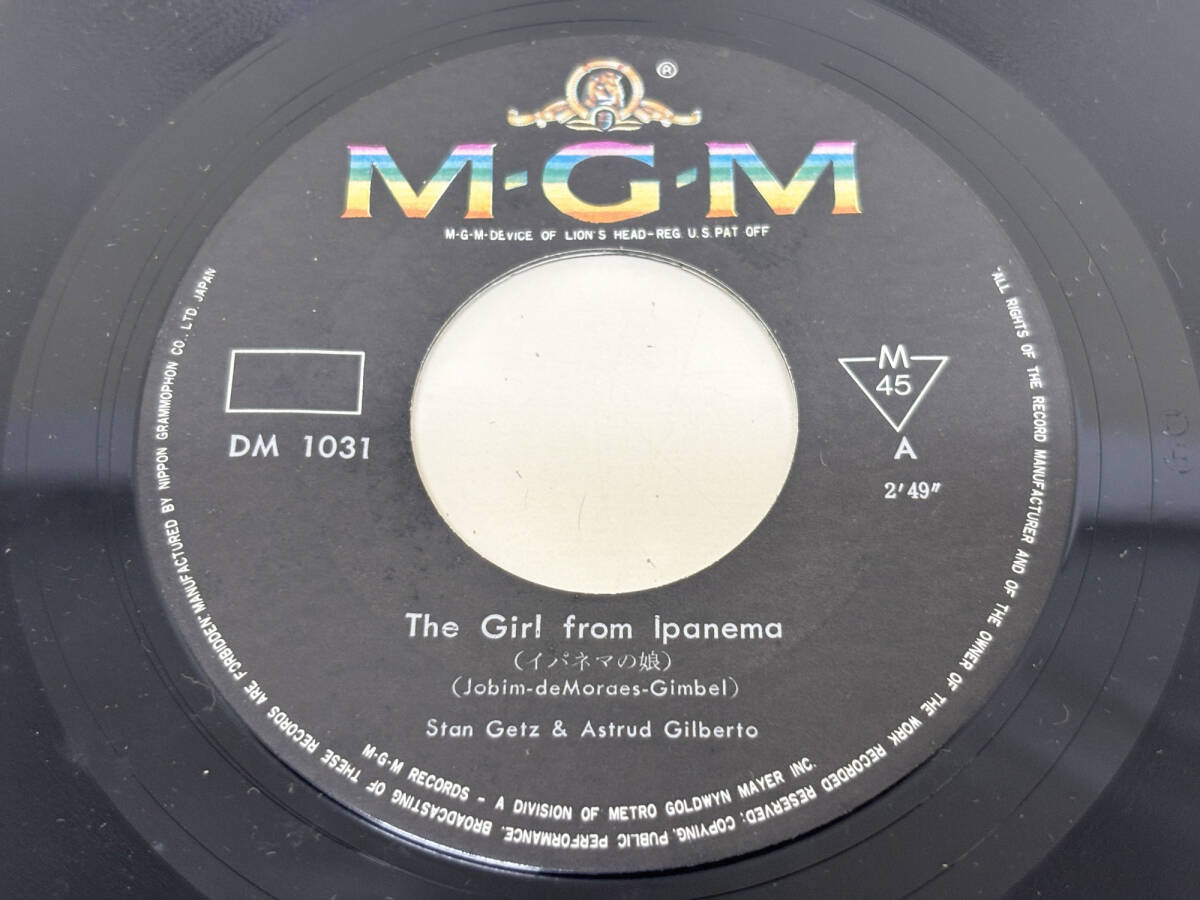 ®
M·G·M
M·G·M-DEVICE OF LION'S HEAD-REG. U.S. PAT OFF
DM 1031
M
45
A
2'49"
The Girl from Ipanema
(イパネマの娘)
(Jobim-deMoraes-Gimbel)
Stan Getz & Astrud Gilberto
M·G·M RECORDS - A DIVISION OF METRO GOLDWYN MAYER INC.
"ALL RIGHTS OF THE RECORD MANUFACTURER AND OF THE OWNER OF THE WORK RECORDED RESERVED: COPYING, PUBLIC PERFORMANCE, BROADCASTING OF THESE RECORDS ARE FORBIDDEN" MANUFACTURED BY NIPPON GRAMMOPHON CO., LTD. JAPAN